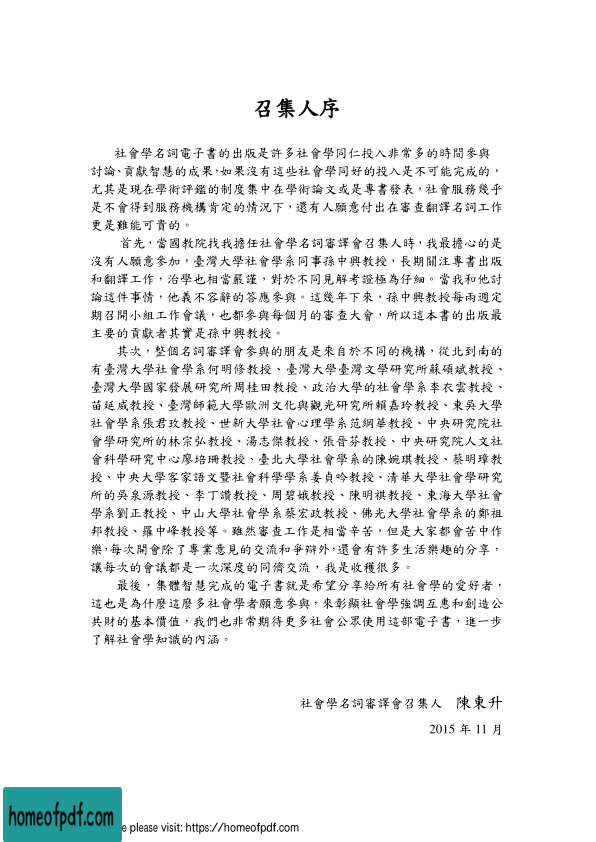 召集人序
社會學名詞電子書的出版是許多社會學同仁投入非常多的時間參與
討論、貢獻智慧的成果，如果沒有這些社會學同好的投入是不可能完成的，
尤其是現在學術評鑑的制度集中在學術論文或是專書發表，社會服務幾乎
是不會得到服務機構肯定的情況下，還有人願意付出在審查翻譯名詞工作
更是難能可貴的。
首先，當國教院找我擔任社會學名詞審譯會召集人時，我最擔心的是
沒有人願意參加，臺灣大學社會學系同事孫中興教授，長期關注專書出版
和翻譯工作，治學也相當嚴謹，對於不同見解考證極為仔細。當我和他討
論這件事情，他義不容辭的答應參與。這幾年下來，孫中興教授每兩週定
期召開小組工作會議，也都參與每個月的審查大會，所以這本書的出版最
主要的貢獻者其實是孫中興教授。
其次，整個名詞審譯會參與的朋友是來自於不同的機構，從北到南的
有臺灣大學社會學系何明修教授、臺灣大學臺灣文學研究所蘇碩斌教授、
臺灣大學國家發展研究所周桂田教授、政治大學的社會學系李衣雲教授、
苗延威教授、臺灣師範大學歐洲文化與觀光研究所賴嘉玲教授、東吳大學
社會學系張君玫教授、世新大學社會心理學系范綱華教授、中央研究院社
會學研究所的林宗弘教授、湯志傑教授、張晉芬教授、中央研究院人文社
會科學研究中心廖培珊教授、臺北大學社會學系的陳婉琪教授、蔡明璋教
授、中央大學客家語文暨社會科學學系姜貞吟教授、清華大學社會學研究
所的吳泉源教授、李丁讚教授、周碧娥教授、陳明祺教授、東海大學社會
學系劉正教授、中山大學社會學系蔡宏政教授、佛光大學社會學系的鄭祖
邦教授、羅中峰教授等。雖然審查工作是相當辛苦，但是大家都會苦中作
樂，每次開會除了專業意見的交流和爭辯外，還會有許多生活樂趣的分享，
讓每次的會議都是一次深度的同儕交流，我是收穫很多。
最後，集體智慧完成的電子書就是希望分享給所有社會學的愛好者，
這也是為什麼這麼多社會學者願意參與，來彰顯社會學強調互惠和創造公
共財的基本價值，我們也非常期待更多社會公眾使用這部電子書，進一步
了解社會學知識的內涵。
社會學名詞審譯會召集人 陳東升
2015 年 11 月
homeofpdf.com
e please visit: https://homeofpdf.com